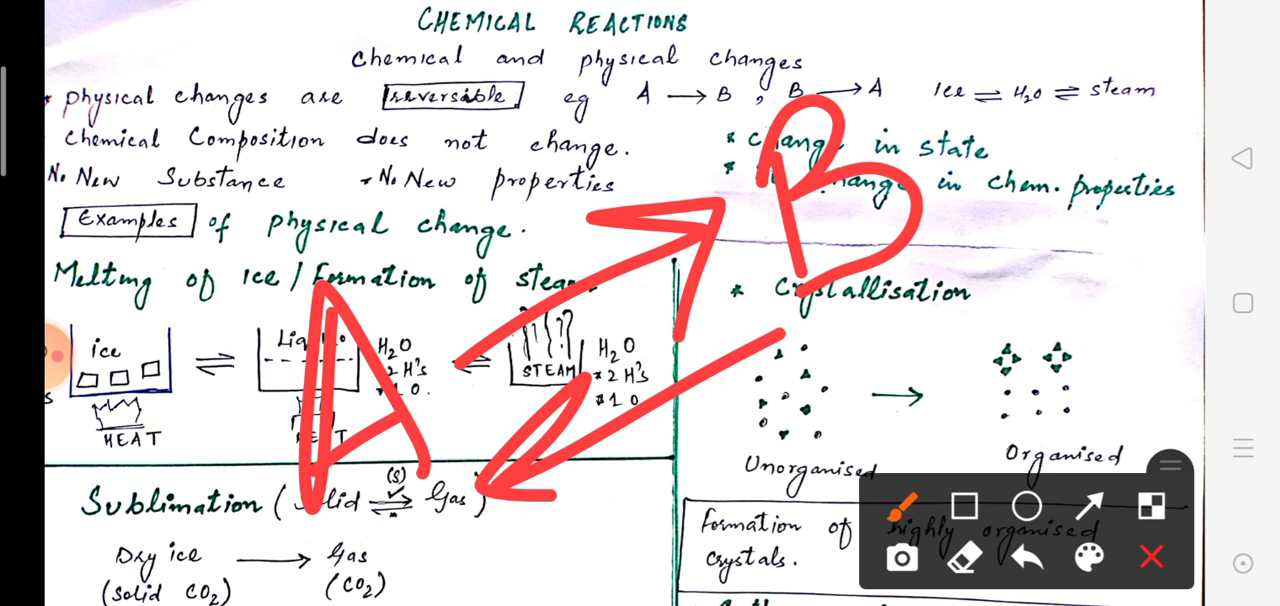 CHEMICAL REACTIONS
Chemical and physical changes
* Physical changes are reversable eg A → B , B → A Ice ⇌ H₂O ⇌ steam
Chemical Composition does not change.
* Change in state
No New Substance * No New properties
* change in chem. properties
Examples of physical change.
Melting of ice / Formation of steam.
* Crystallisation
ice ⇌ H₂O ⇌ H₂O
2 H's STEAM * 2 H's
* 1 O. * 1 O
HEAT
Unorganised → Organised
Sublimation ( Solid (s) ⇌ Gas )
Dry ice → Gas
(Solid CO₂) (CO₂)
Formation of highly organised
crystals.
A
B